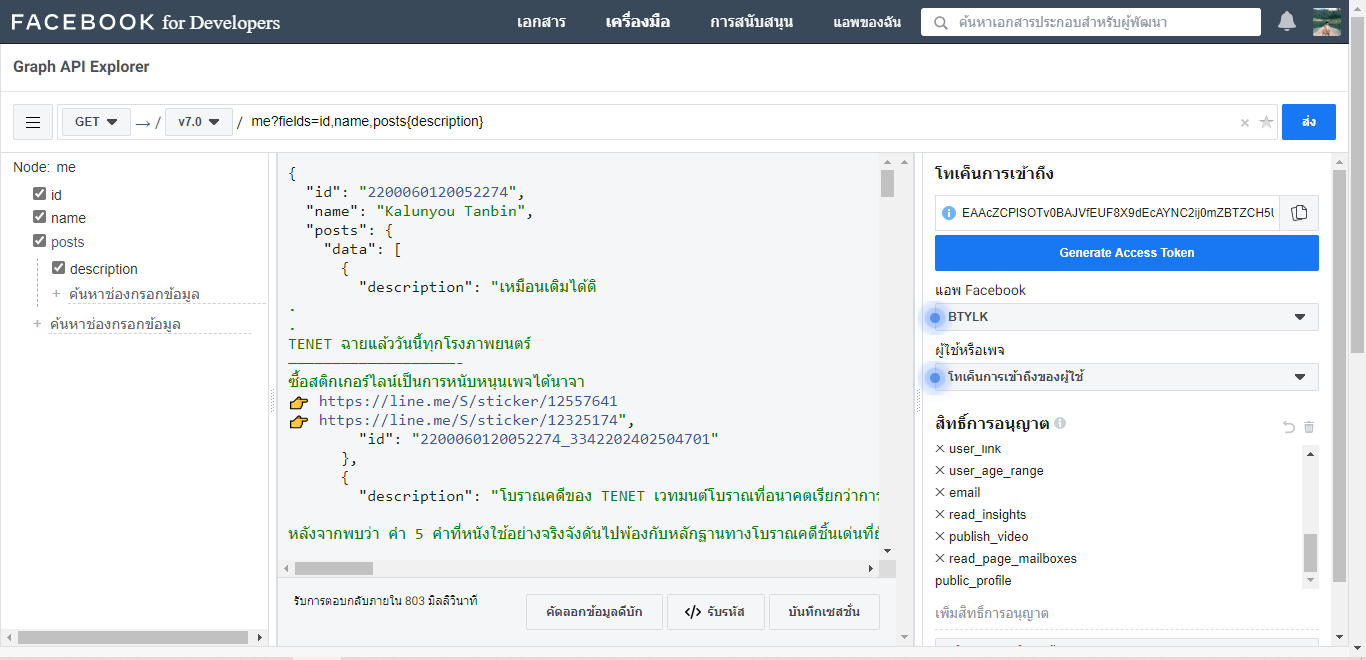 FACEBOOK for Developers
เอกสาร
เครื่องมือ
การสนับสนุน
แอพของฉัน
ค้นหาเอกสารประกอบสำหรับผู้พัฒนา
Graph API Explorer
GET → / v7.0 / me?fields=id,name,posts{description}
ส่ง
Node: me
id
name
posts
description
+ ค้นหาช่องกรอกข้อมูล
+ ค้นหาช่องกรอกข้อมูล
{
"id": "2200060120052274",
"name": "Kalunyou Tanbin",
"posts": {
"data": [
{
"description": "เหมือนเดิมได้ดิ
.
.
TENET ฉายแล้ววันนี้ทุกโรงภาพยนตร์
————————————————————-
ซื้อสติกเกอร์ไลน์เป็นการหนับหนุนเพจได้นาจา
👉 https://line.me/S/sticker/12557641
👉 https://line.me/S/sticker/12325174",
"id": "2200060120052274_3342202402504701"
},
{
"description": "โบราณคดีของ TENET เวทมนต์โบราณที่อนาคตเรียกว่าการ
หลังจากพบว่า คำ 5 คำที่หนังใช้อย่างจริงจังดันไปพ้องกับหลักฐานทางโบราณคดีชิ้นเด่นที่
รับการตอบกลับภายใน 803 มิลลิวินาที
คัดลอกข้อมูลดีบัก
</> รับรหัส
บันทึกเซสชั่น
โทเค็นการเข้าถึง
EAAcZCPISOTv0BAJVfEUF8X9dEcAYNC2ij0mZBTZCH5U
Generate Access Token
แอพ Facebook
BTYLK
ผู้ใช้หรือเพจ
โทเค็นการเข้าถึงของผู้ใช้
สิทธิ์การอนุญาต
user_link
user_age_range
email
read_insights
publish_video
read_page_mailboxes
public_profile
เพิ่มสิทธิ์การอนุญาต